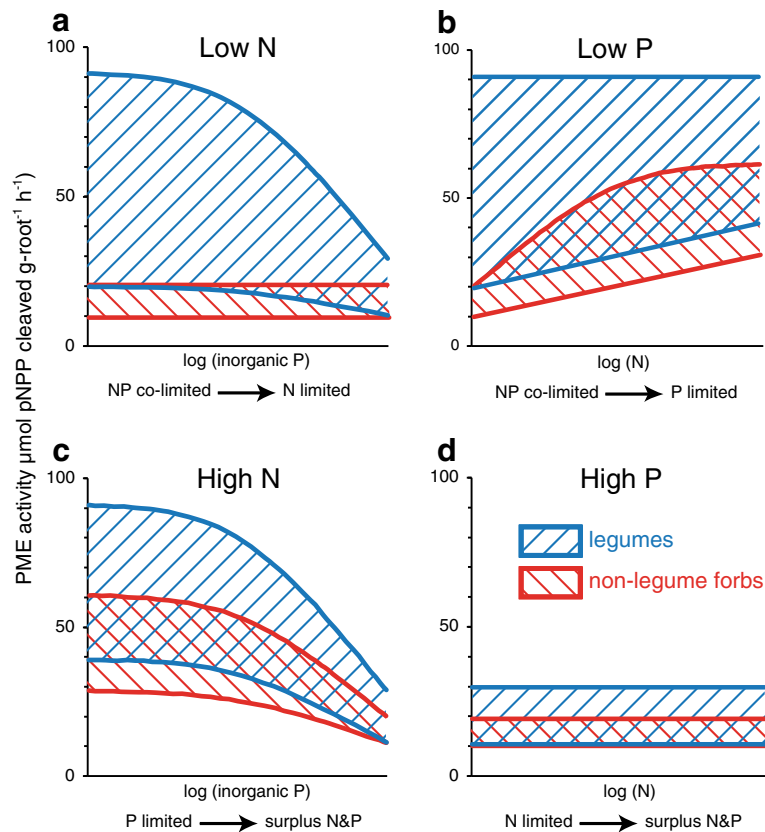 a
Low N
100
50
0
log (inorganic P)
NP co-limited → N limited
b
Low P
100
50
0
log (N)
NP co-limited → P limited
PME activity μmol pNPP cleaved g-root⁻¹ h⁻¹)
c
High N
100
50
0
log (inorganic P)
P limited → surplus N&P
d
High P
100
50
0
legumes
non-legume forbs
log (N)
N limited → surplus N&P